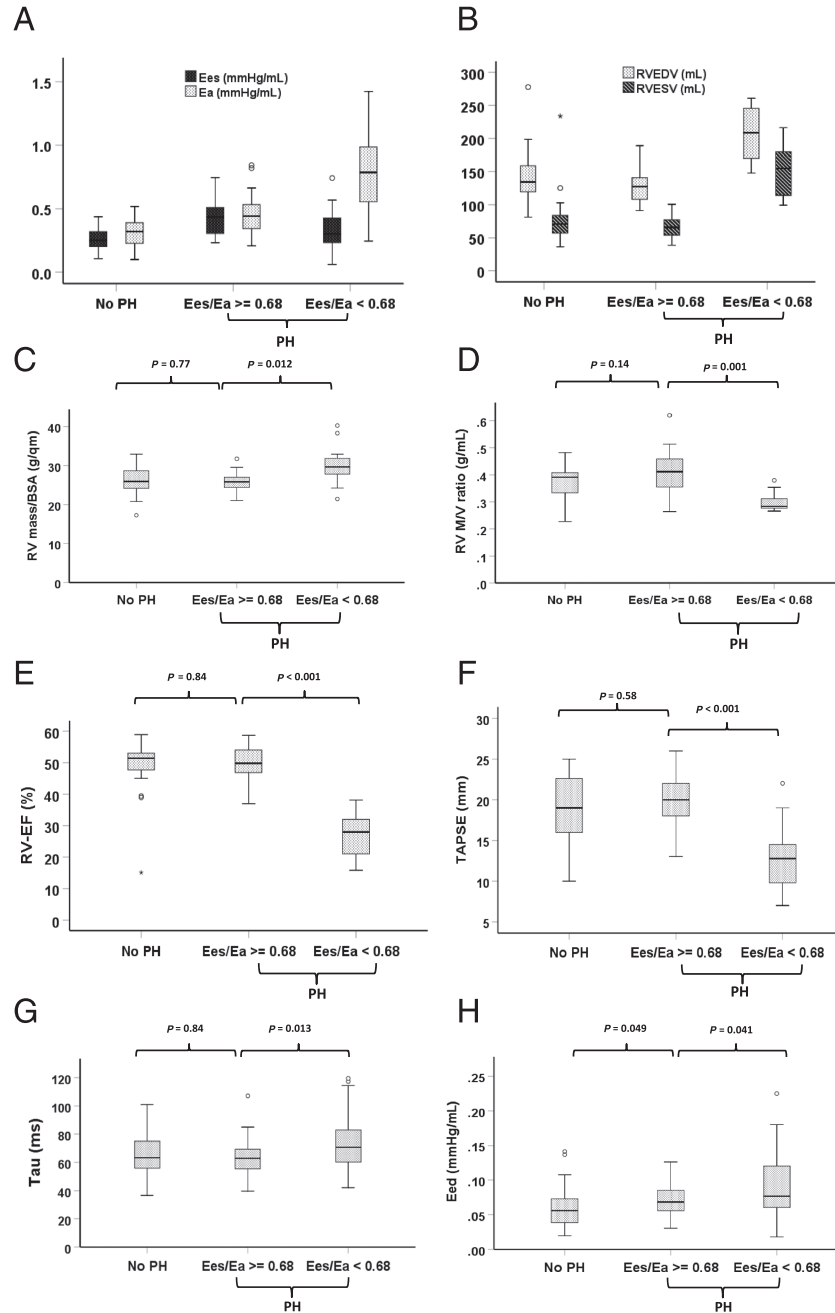 A
1.5
1.0
0.5
0.0
Ees (mmHg/mL)
Ea (mmHg/mL)
No PH
Ees/Ea >= 0.68
Ees/Ea < 0.68
PH
B
300
250
200
150
100
50
0
RVEDV (mL)
RVESV (mL)
No PH
Ees/Ea >= 0.68
Ees/Ea < 0.68
PH
C
P = 0.77
P = 0.012
RV mass/BSA (g/qm)
40
30
20
10
0
No PH
Ees/Ea >= 0.68
Ees/Ea < 0.68
PH
D
P = 0.14
P = 0.001
RV M/V ratio (g/mL)
.6
.5
.4
.3
.2
.1
.0
No PH
Ees/Ea >= 0.68
Ees/Ea < 0.68
PH
E
P = 0.84
P < 0.001
RV-EF (%)
60
50
40
30
20
10
0
No PH
Ees/Ea >= 0.68
Ees/Ea < 0.68
PH
F
P = 0.58
P < 0.001
TAPSE (mm)
30
25
20
15
10
5
No PH
Ees/Ea >= 0.68
Ees/Ea < 0.68
PH
G
P = 0.84
P = 0.013
Tau (ms)
120
100
80
60
40
20
0
No PH
Ees/Ea >= 0.68
Ees/Ea < 0.68
PH
H
P = 0.049
P = 0.041
Eed (mmHg/mL)
.25
.20
.15
.10
.05
.00
No PH
Ees/Ea >= 0.68
Ees/Ea < 0.68
PH